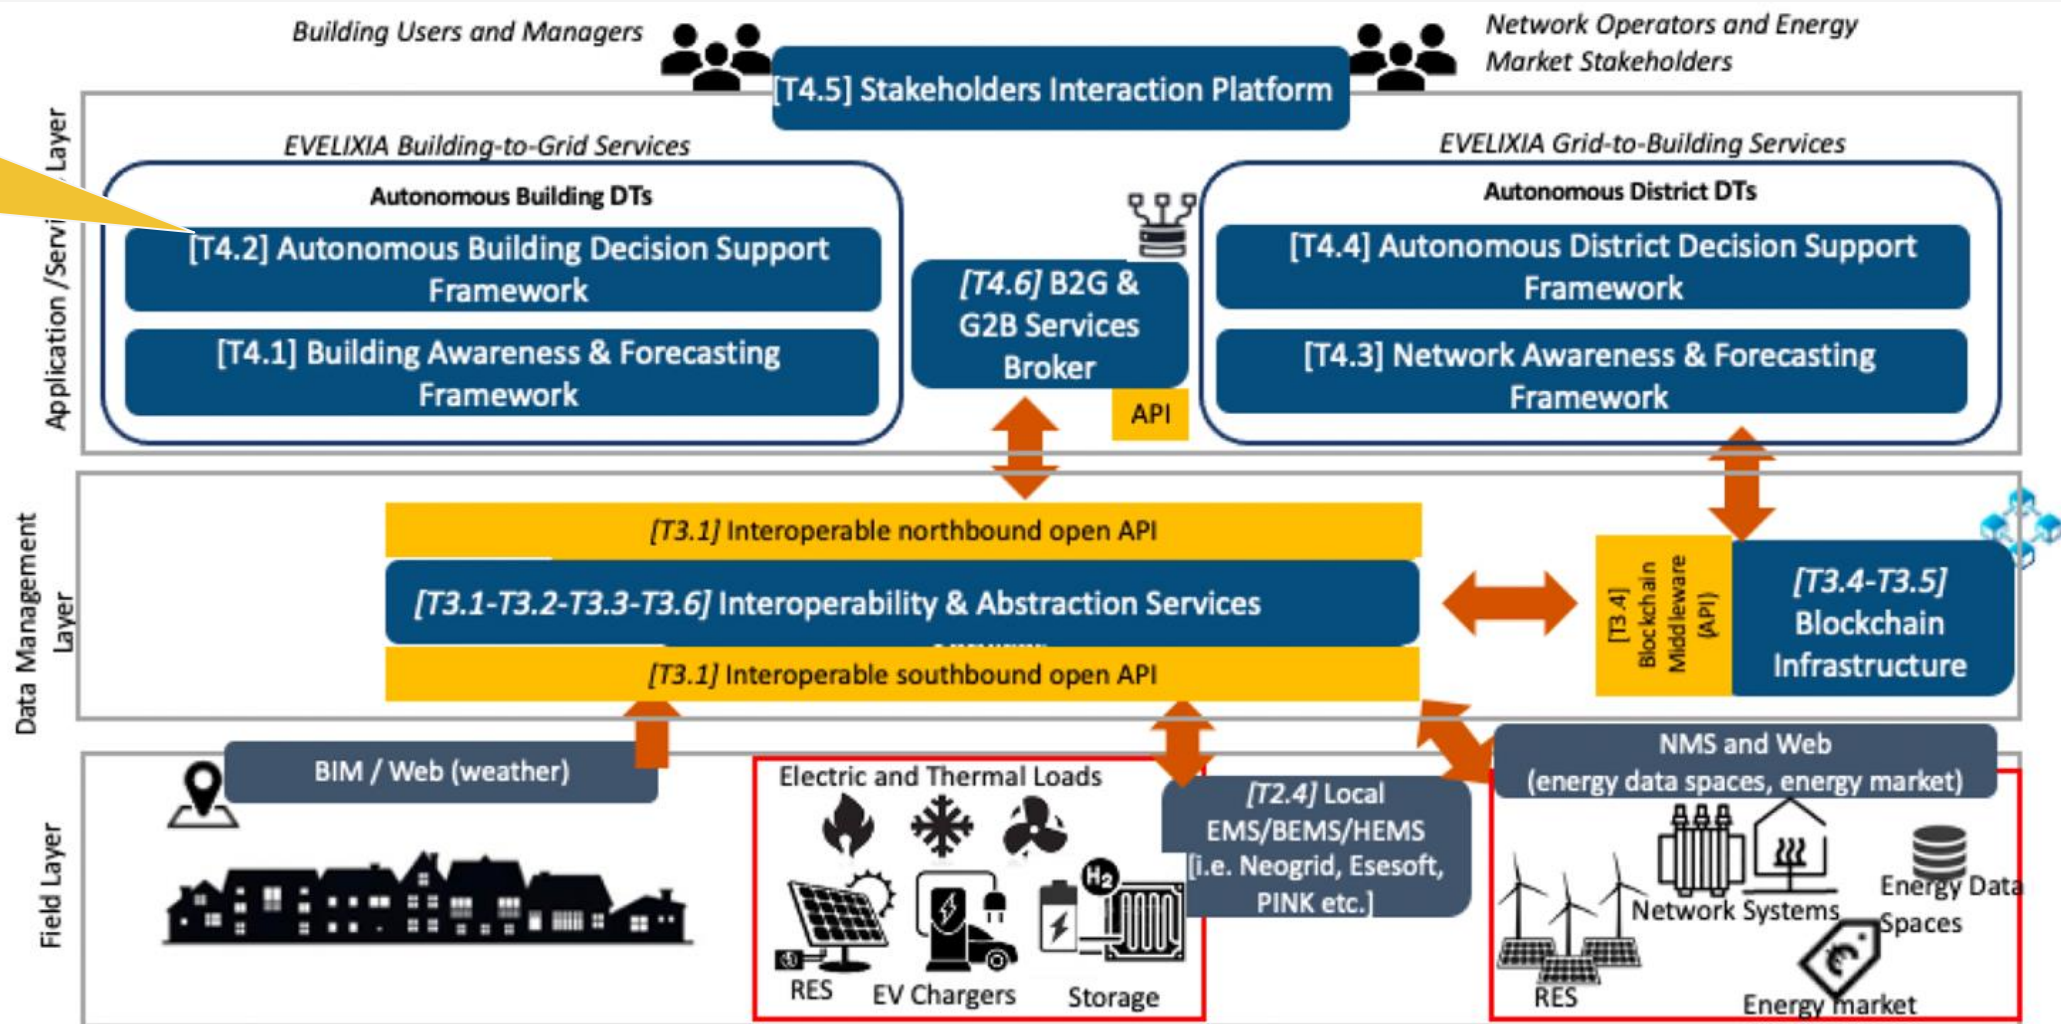 Building Users and Managers
Network Operators and Energy
Market Stakeholders
[T4.5] Stakeholders Interaction Platform
Application /Servi Layer
EVELIXIA Building-to-Grid Services
EVELIXIA Grid-to-Building Services
Autonomous Building DTs
Autonomous District DTs
[T4.2] Autonomous Building Decision Support
Framework
[T4.1] Building Awareness & Forecasting
Framework
[T4.6] B2G &
G2B Services
Broker
API
[T4.4] Autonomous District Decision Support
Framework
[T4.3] Network Awareness & Forecasting
Framework
Data Management
Layer
[T3.1] Interoperable northbound open API
[T3.1-T3.2-T3.3-T3.6] Interoperability & Abstraction Services
[T3.1] Interoperable southbound open API
[T3.4]
Blockchain
Middleware
(API)
[T3.4-T3.5]
Blockchain
Infrastructure
Field Layer
BIM / Web (weather)
Electric and Thermal Loads
H2
RES
EV Chargers
Storage
[T2.4] Local
EMS/BEMS/HEMS
[i.e. Neogrid, Esesoft,
PINK etc.]
NMS and Web
(energy data spaces, energy market)
Network Systems
Energy Data
Spaces
€
RES
Energy market